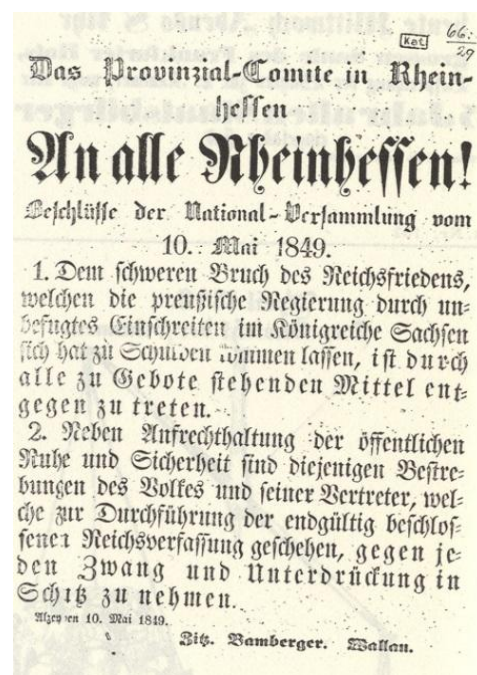 Kat 66:
29
Das Provinzial-Comite in Rhein-
hessen
An alle Rheinhessen!
Beschlüsse der National-Versammlung vom
10. Mai 1849.
1. Dem schweren Bruch des Reichsfriedens,
welchen die preußische Regierung durch un-
befugtes Einschreiten im Königreiche Sachsen
sich hat zu Schulden kommen lassen, ist durch
alle zu Gebote stehenden Mittel ent-
gegen zu treten.
2. Neben Aufrechthaltung der öffentlichen
Ruhe und Sicherheit sind diejenigen Bestre-
bungen des Volkes und seiner Vertreter, wel-
che zur Durchführung der endgültig beschlos-
senen Reichsverfassung geschehen, gegen je-
den Zwang und Unterdrückung in
Schutz zu nehmen.
Alzey den 10. Mai 1849.
Zitz. Bamberger. Wallau.